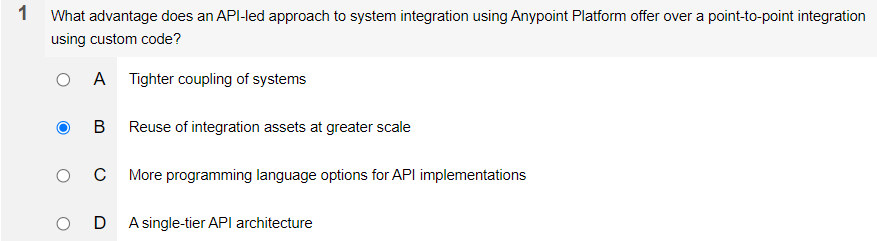 1 What advantage does an API-led approach to system integration using Anypoint Platform offer over a point-to-point integration
using custom code?
A Tighter coupling of systems
B Reuse of integration assets at greater scale
C More programming language options for API implementations
D A single-tier API architecture